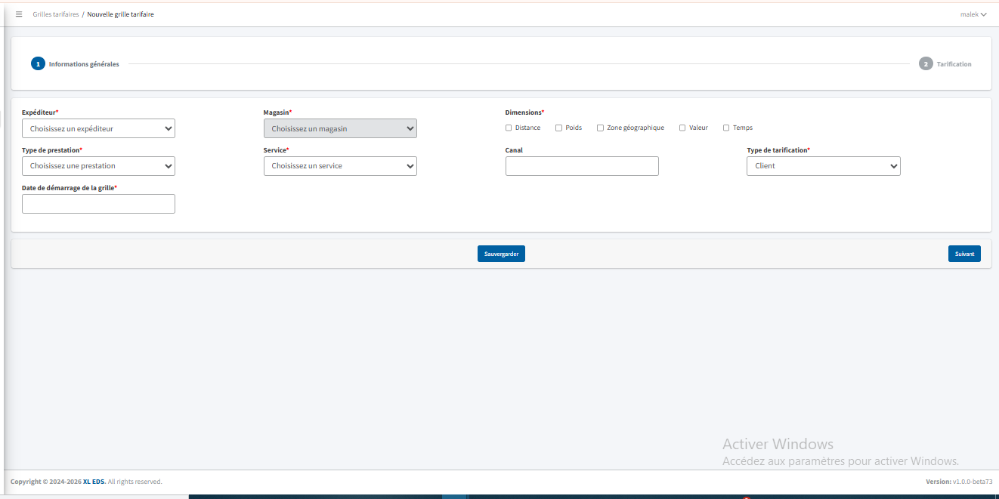 Grilles tarifaires / Nouvelle grille tarifaire
malek
1 Informations générales
2 Tarification
Expéditeur* Magasin* Dimensions*
Choisissez un expéditeur Choisissez un magasin Distance Poids Zone géographique Valeur Temps
Type de prestation* Service* Canal Type de tarification*
Choisissez une prestation Choisissez un service Client
Date de démarrage de la grille*
Sauvergarder Suivant
Activer Windows
Accédez aux paramètres pour activer Windows.
Copyright © 2024-2026 XL EDS. All rights reserved. Version: v1.0.0-beta73